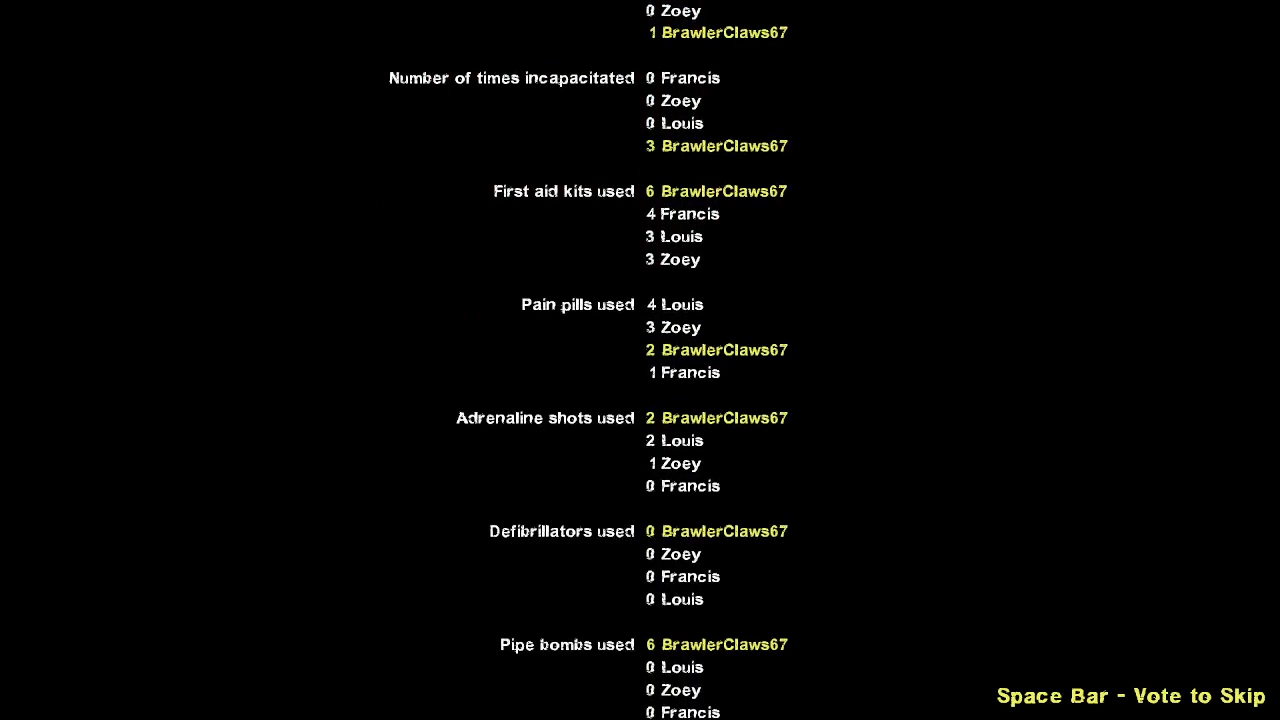 0 Zoey
1 BrawlerClaws67
Number of times incapacitated 0 Francis
0 Zoey
0 Louis
3 BrawlerClaws67
First aid kits used 6 BrawlerClaws67
4 Francis
3 Louis
3 Zoey
Pain pills used 4 Louis
3 Zoey
2 BrawlerClaws67
1 Francis
Adrenaline shots used 2 BrawlerClaws67
2 Louis
1 Zoey
0 Francis
Defibrillators used 0 BrawlerClaws67
0 Zoey
0 Francis
0 Louis
Pipe bombs used 6 BrawlerClaws67
0 Louis
0 Zoey
0 Francis
Space Bar - Vote to Skip